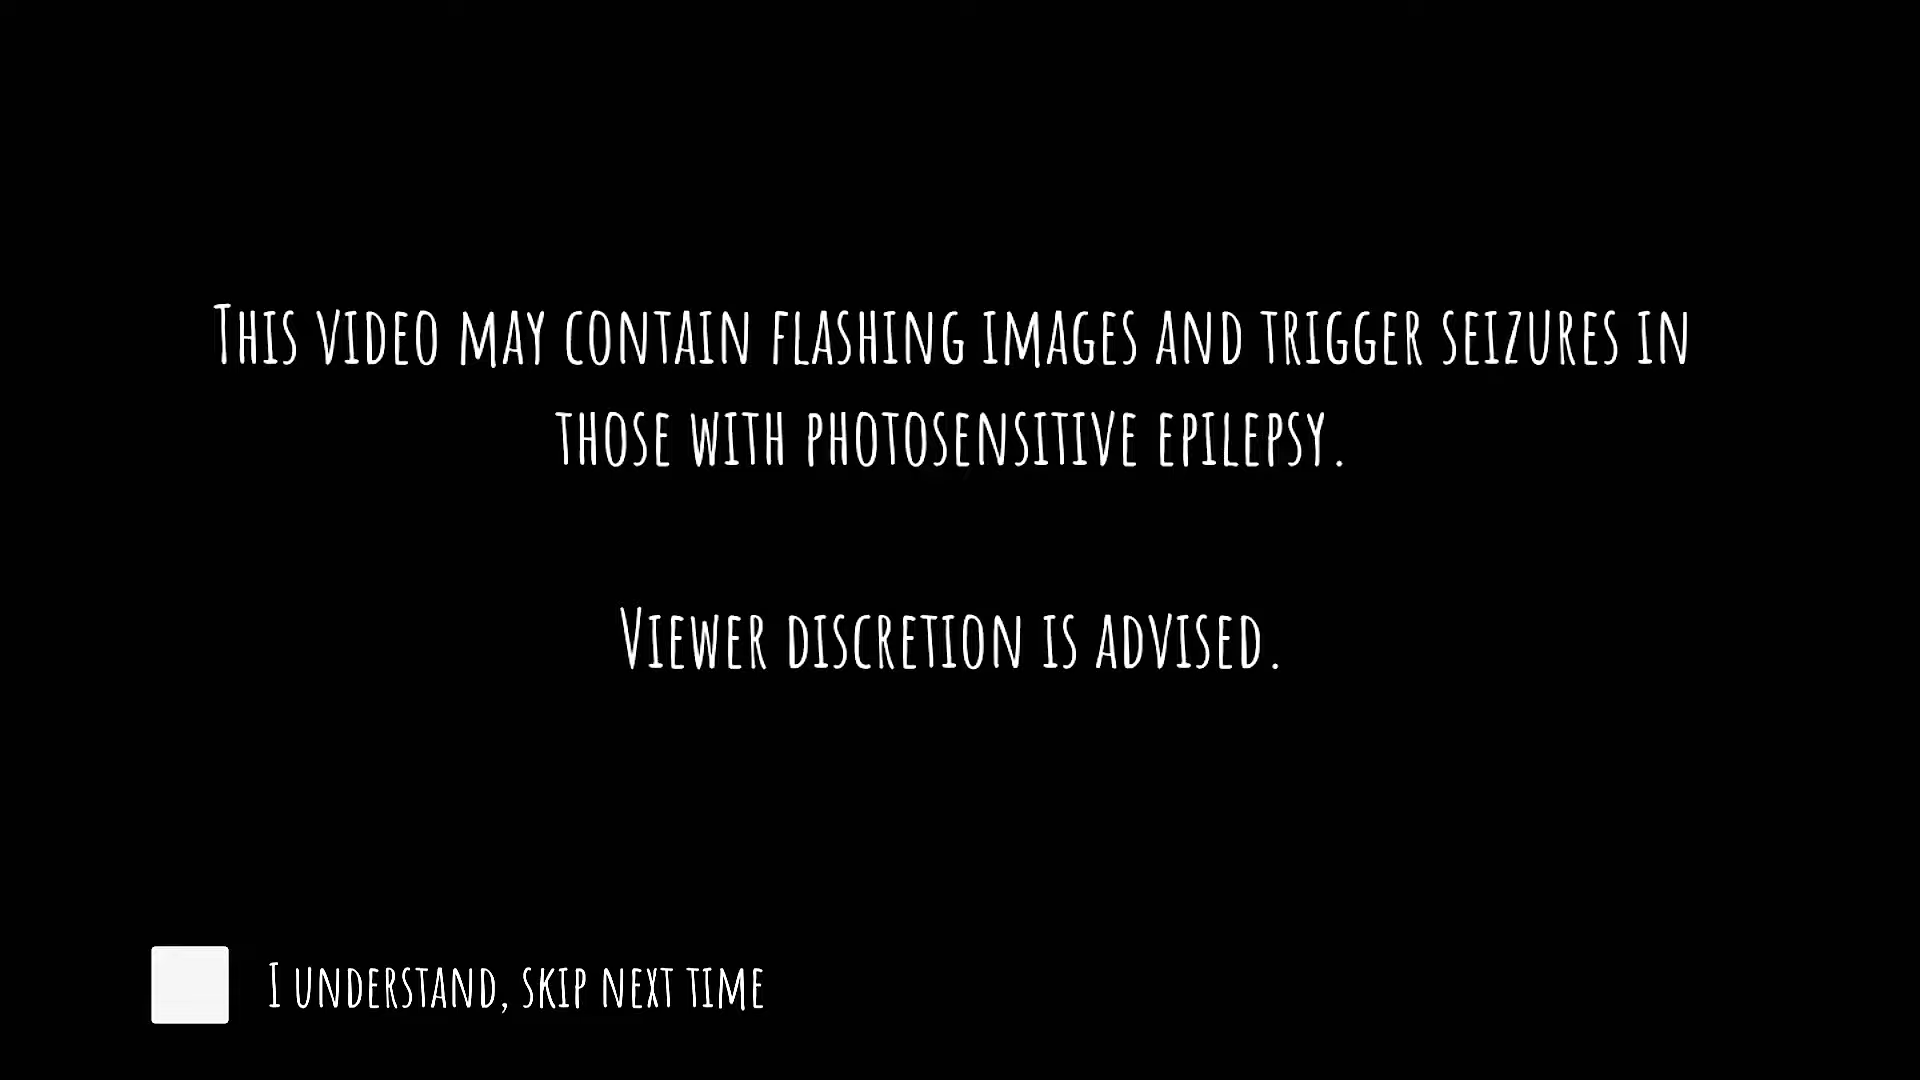 This video may contain flashing images and trigger seizures in
those with photosensitive epilepsy.
Viewer discretion is advised.
I understand, skip next time